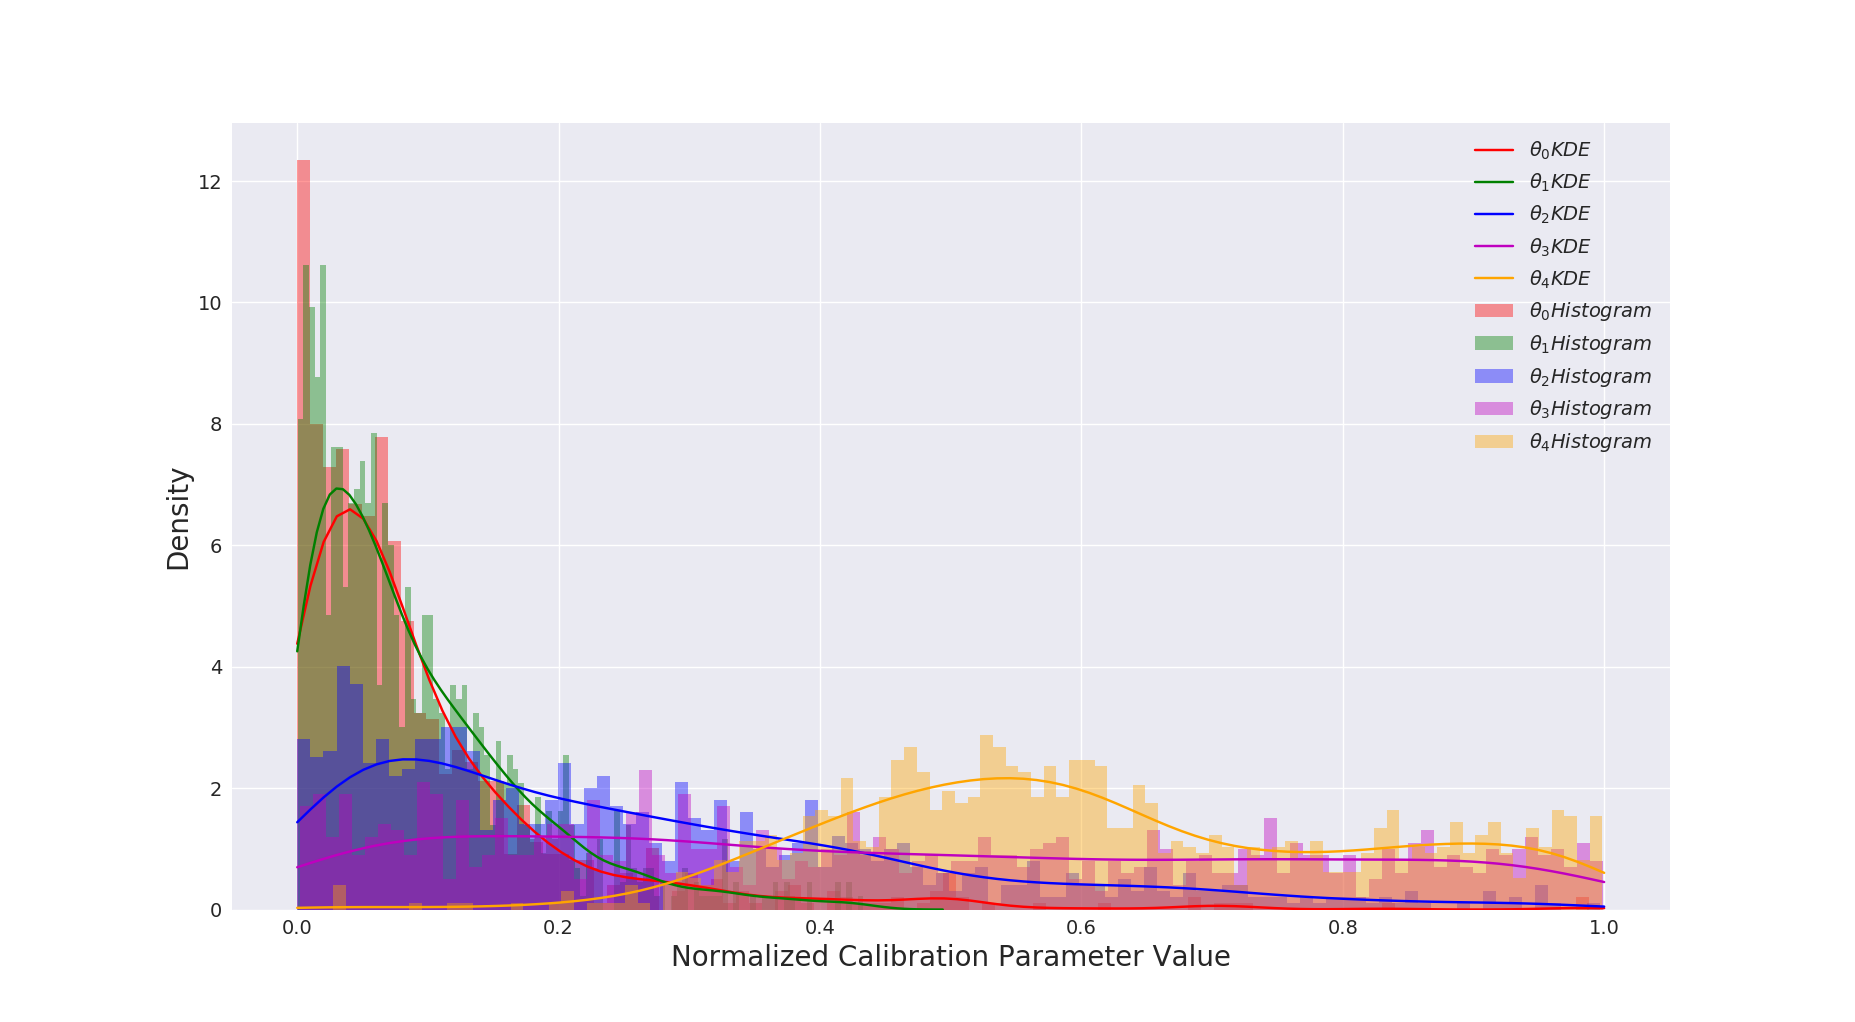 12
10
8
6
4
2
0
Density
0.0 0.2 0.4 0.6 0.8 1.0
Normalized Calibration Parameter Value
θ₀KDE
θ₁KDE
θ₂KDE
θ₃KDE
θ₄KDE
θ₀Histogram
θ₁Histogram
θ₂Histogram
θ₃Histogram
θ₄Histogram